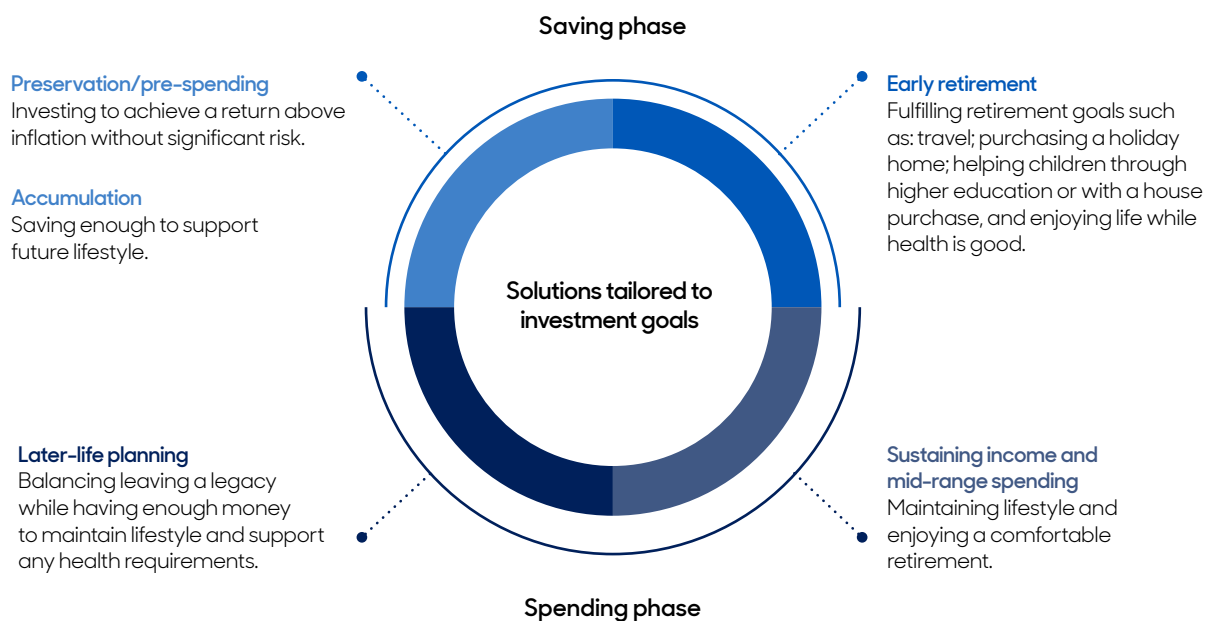 Saving phase
Preservation/pre-spending
Investing to achieve a return above
inflation without significant risk.
Accumulation
Saving enough to support
future lifestyle.
Early retirement
Fulfilling retirement goals such
as: travel; purchasing a holiday
home; helping children through
higher education or with a house
purchase, and enjoying life while
health is good.
Solutions tailored to
investment goals
Later-life planning
Balancing leaving a legacy
while having enough money
to maintain lifestyle and support
any health requirements.
Sustaining income and
mid-range spending
Maintaining lifestyle and
enjoying a comfortable
retirement.
Spending phase